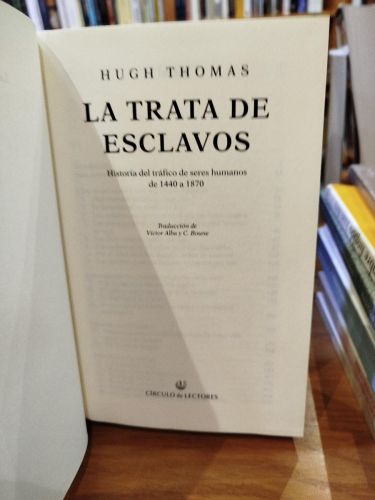 HUGH THOMAS
LA TRATA DE
ESCLAVOS
Historia del tráfico de seres humanos
de 1440 a 1870
Traducción de
Víctor Alba y C. Boune
CÍRCULO de LECTORES